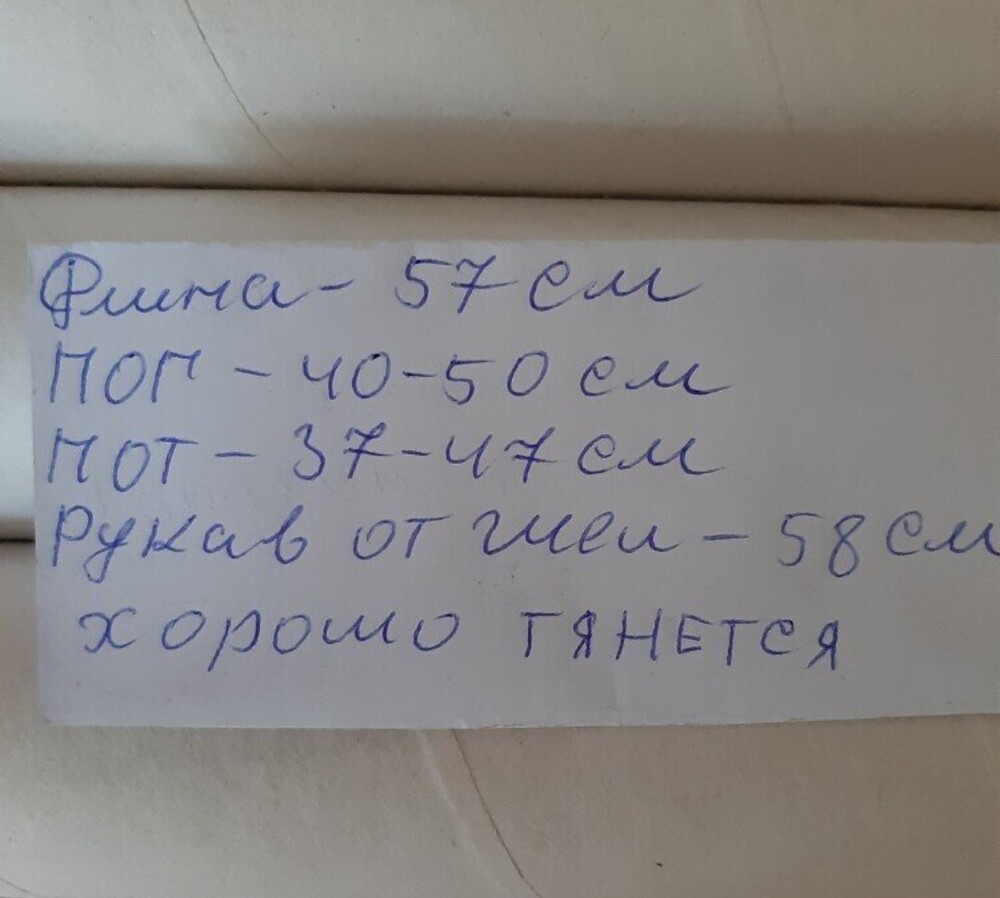 Длина - 57 см
ПОГ - 40-50 см
ПОТ - 37-47 см
Рукав от шеи - 58 см
хорошо тянется